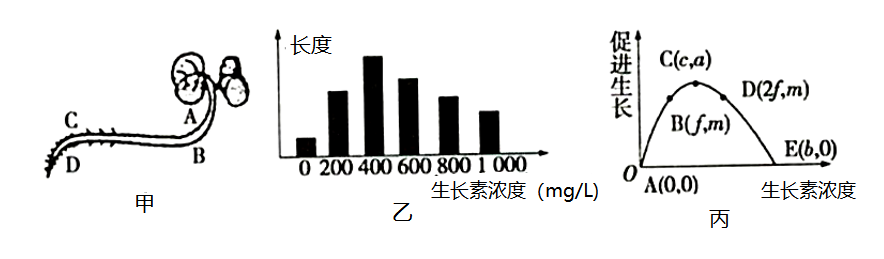 A
B
C
D
甲
长度
0 200 400 600 800 1 000
生长素浓度（mg/L）
乙
促进生长
C(c,a)
D(2f,m)
B(f,m)
E(b,0)
O
A(0,0)
生长素浓度
丙